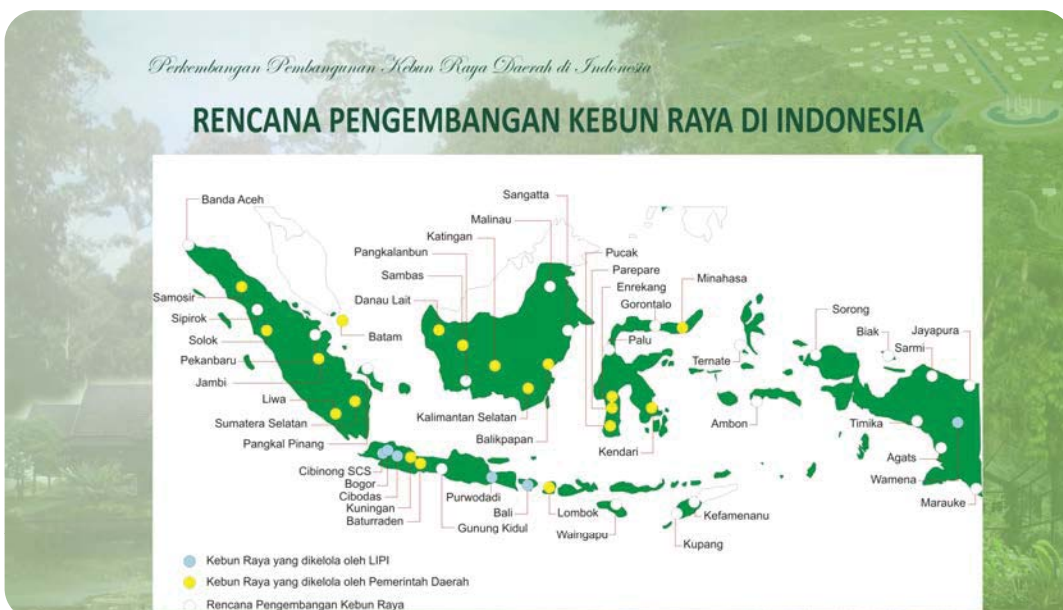 Perkembangan Pembangunan Kebun Raya Daerah di Indonesia
RENCANA PENGEMBANGAN KEBUN RAYA DI INDONESIA
Banda Aceh
Samosir
Sipirok
Solok
Pekanbaru
Jambi
Liwa
Sumatera Selatan
Pangkal Pinang
Batam
Cibinong SCS
Bogor
Cibodas
Kuningan
Baturraden
Gunung Kidul
Purwodadi
Bali
Lombok
Waingapu
Kupang
Kefamenanu
Sangatta
Malinau
Katingan
Pangkalanbun
Sambas
Danau Lait
Kalimantan Selatan
Balikpapan
Pucak
Parepare
Enrekang
Gorontalo
Minahasa
Palu
Kendari
Ternate
Ambon
Sorong
Biak
Jayapura
Sarmi
Timika
Agats
Wamena
Marauke
Kebun Raya yang dikelola oleh LIPI
Kebun Raya yang dikelola oleh Pemerintah Daerah
Rencana Pengembangan Kebun Raya